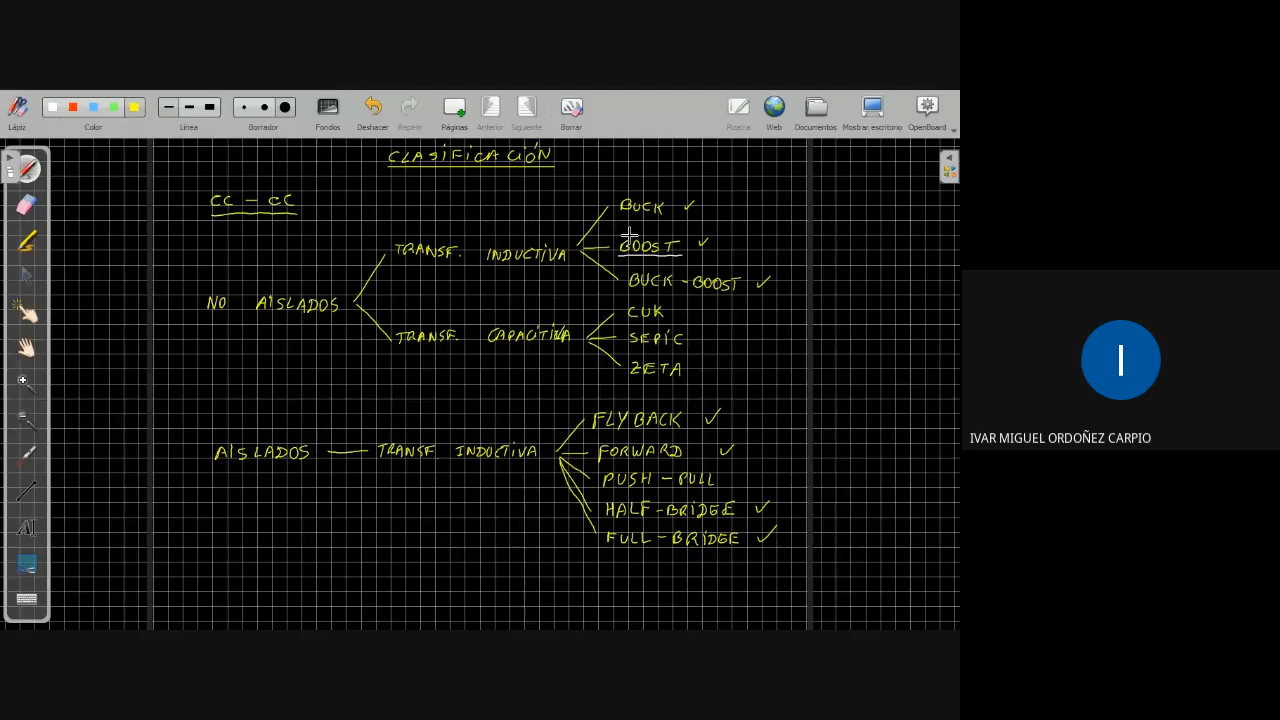 Lápiz Color Línea Borrador Fondos Deshacer Repetir Páginas Anterior Siguiente Borrar Pizarra Web Documentos Mostrar escritorio OpenBoard
CLASIFICACIÓN
CC - CC
BUCK ✓
TRANSF. INDUCTIVA
BOOST ✓
BUCK - BOOST ✓
NO AISLADOS
CUK
TRANSF. CAPACITIVA
SEPIC
ZETA
FLYBACK ✓
AISLADOS — TRANSF. INDUCTIVA
FORWARD ✓
PUSH - PULL
HALF - BRIDGE ✓
FULL - BRIDGE ✓
I
IVAR MIGUEL ORDOÑEZ CARPIO